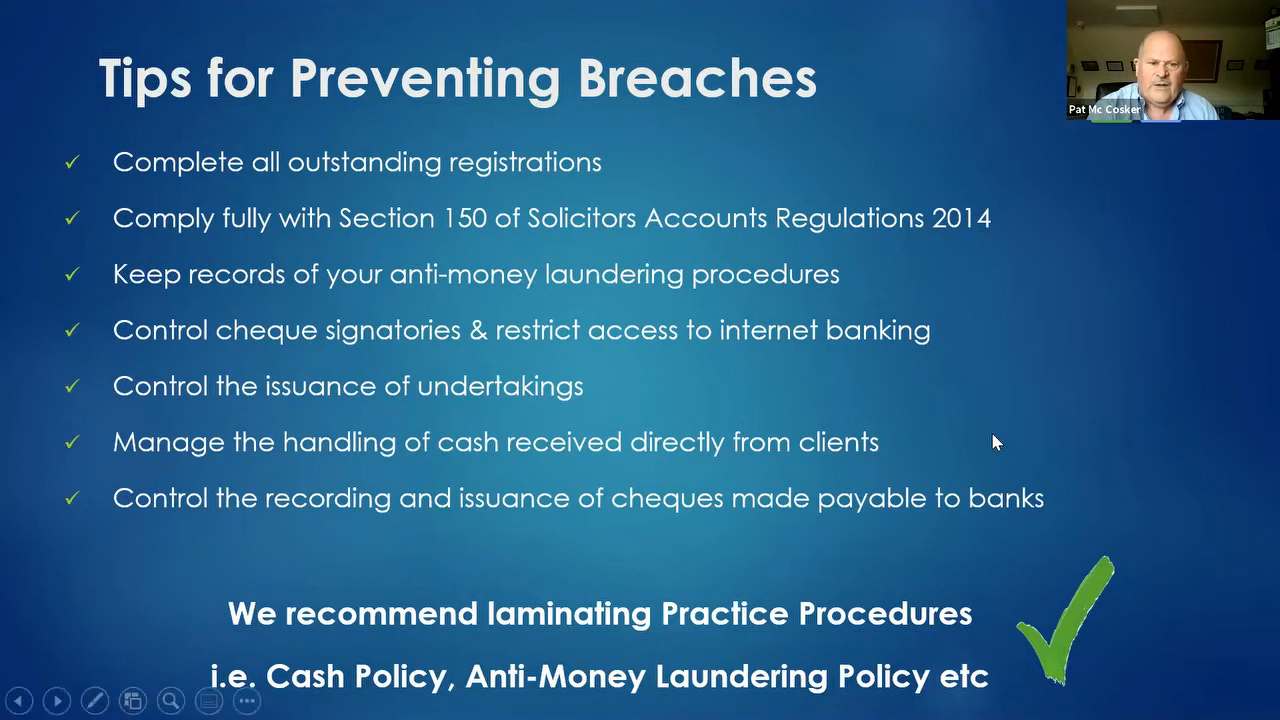 Tips for Preventing Breaches
Pat Mc Cosker
Complete all outstanding registrations
Comply fully with Section 150 of Solicitors Accounts Regulations 2014
Keep records of your anti-money laundering procedures
Control cheque signatories & restrict access to internet banking
Control the issuance of undertakings
Manage the handling of cash received directly from clients
Control the recording and issuance of cheques made payable to banks
We recommend laminating Practice Procedures
i.e. Cash Policy, Anti-Money Laundering Policy etc